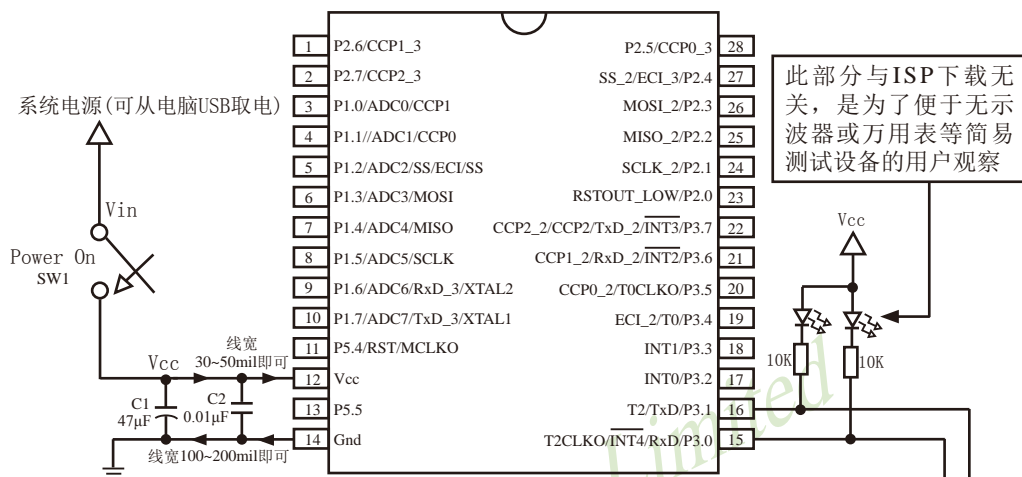 系统电源(可从电脑USB取电)
Vin
Power On
SW1
Vcc
线宽
30~50mil即可
C1
47μF
C2
0.01μF
线宽100~200mil即可
1 P2.6/CCP1_3
2 P2.7/CCP2_3
3 P1.0/ADC0/CCP1
4 P1.1//ADC1/CCP0
5 P1.2/ADC2/SS/ECI/SS
6 P1.3/ADC3/MOSI
7 P1.4/ADC4/MISO
8 P1.5/ADC5/SCLK
9 P1.6/ADC6/RxD_3/XTAL2
10 P1.7/ADC7/TxD_3/XTAL1
11 P5.4/RST/MCLKO
12 Vcc
13 P5.5
14 Gnd
P2.5/CCP0_3 28
SS_2/ECI_3/P2.4 27
MOSI_2/P2.3 26
MISO_2/P2.2 25
SCLK_2/P2.1 24
RSTOUT_LOW/P2.0 23
CCP2_2/CCP2/TxD_2/INT3/P3.7 22
CCP1_2/RxD_2/INT2/P3.6 21
CCP0_2/T0CLKO/P3.5 20
ECI_2/T0/P3.4 19
INT1/P3.3 18
INT0/P3.2 17
T2/TxD/P3.1 16
T2CLKO/INT4/RxD/P3.0 15
此部分与ISP下载无
关，是为了便于无示
波器或万用表等简易
测试设备的用户观察
Vcc
10K
10K
Limited